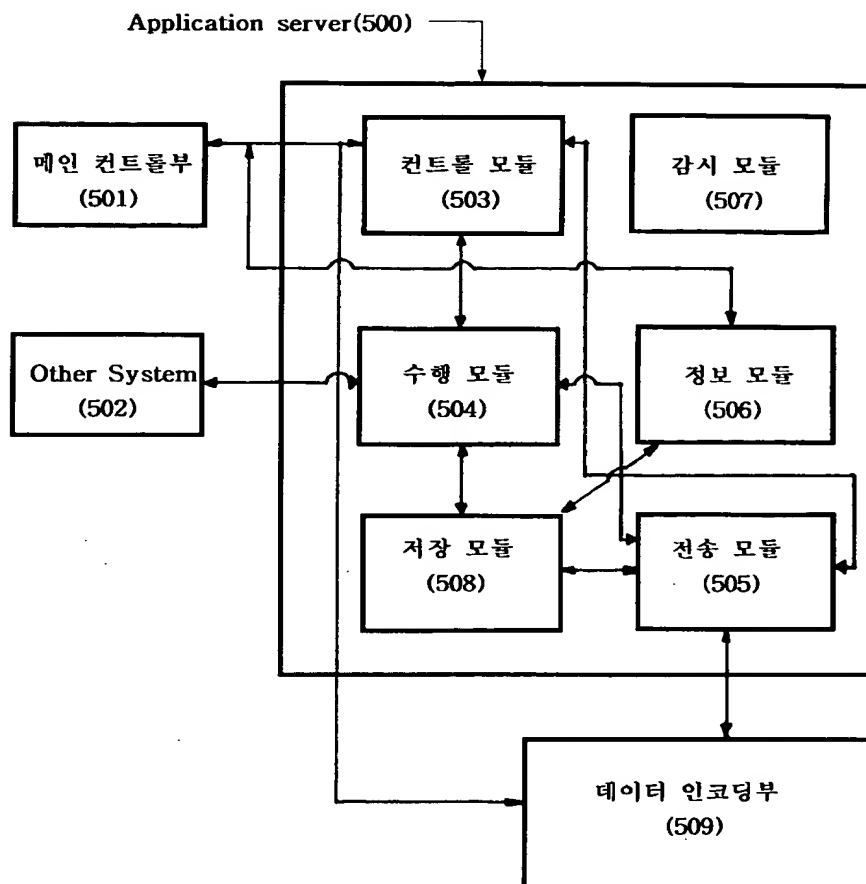 Application server(500)
메인 컨트롤부
(501)
컨트롤 모듈
(503)
감시 모듈
(507)
Other System
(502)
수행 모듈
(504)
정보 모듈
(506)
저장 모듈
(508)
전송 모듈
(505)
데이터 인코딩부
(509)